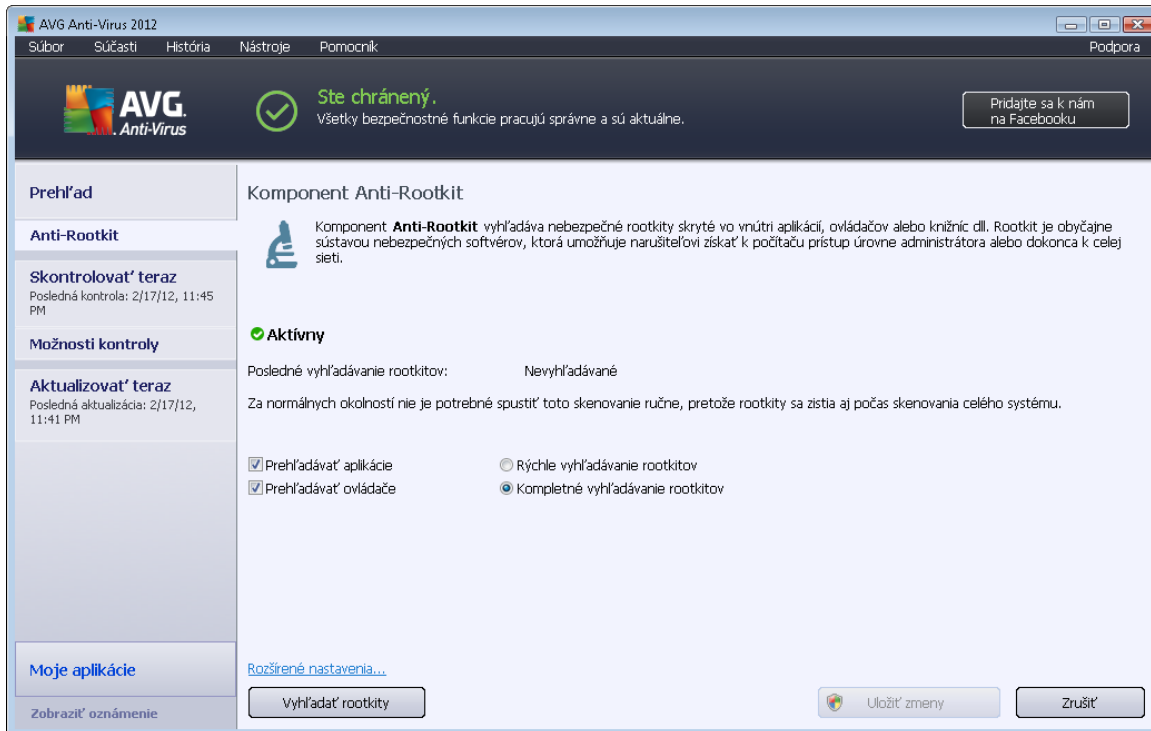 AVG Anti-Virus 2012
Súbor Súčasti História Nástroje Pomocník Podpora
AVG.
Anti-Virus
Ste chránený.
Všetky bezpečnostné funkcie pracujú správne a sú aktuálne.
Pridajte sa k nám
na Facebooku
Prehľad
Anti-Rootkit
Skontrolovať teraz
Posledná kontrola: 2/17/12, 11:45
PM
Možnosti kontroly
Aktualizovať teraz
Posledná aktualizácia: 2/17/12,
11:41 PM
Moje aplikácie
Zobraziť oznámenie
Komponent Anti-Rootkit
Komponent Anti-Rootkit vyhľadáva nebezpečné rootkity skryté vo vnútri aplikácií, ovládačov alebo knižníc dll. Rootkit je obyčajne
sústavou nebezpečných softvérov, ktorá umožňuje narušiteľovi získať k počítaču prístup úrovne administrátora alebo dokonca k celej
sieti.
Aktívny
Posledné vyhľadávanie rootkitov: Nevyhľadávané
Za normálnych okolností nie je potrebné spustiť toto skenovanie ručne, pretože rootkity sa zistia aj počas skenovania celého systému.
Prehľadávať aplikácie
Rýchle vyhľadávanie rootkitov
Prehľadávať ovládače
Kompletné vyhľadávanie rootkitov
Rozšírené nastavenia...
Vyhľadať rootkity
Uložiť zmeny
Zrušiť